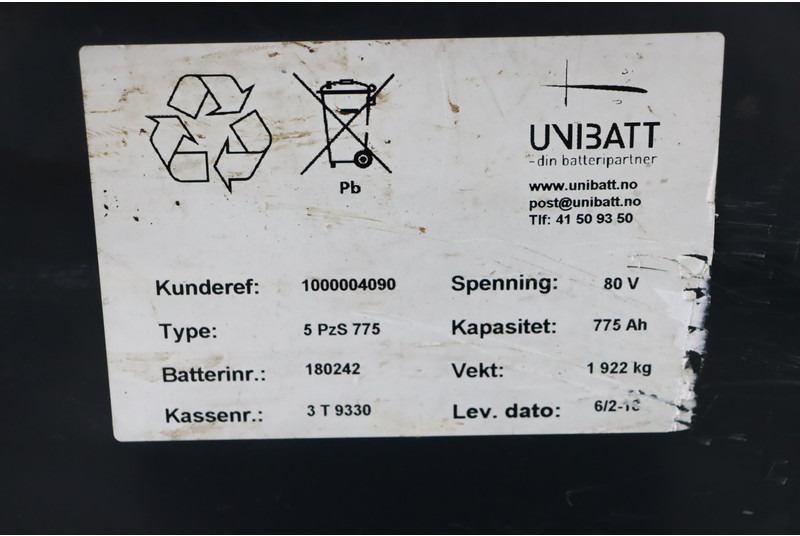 Pb
UNIBATT
-din batteripartner
www.unibatt.no
post@unibatt.no
Tlf: 41 50 93 50
Kunderef: 1000004090 Spenning: 80 V
Type: 5 PzS 775 Kapasitet: 775 Ah
Batterinr.: 180242 Vekt: 1 922 kg
Kassenr.: 3 T 9330 Lev. dato: